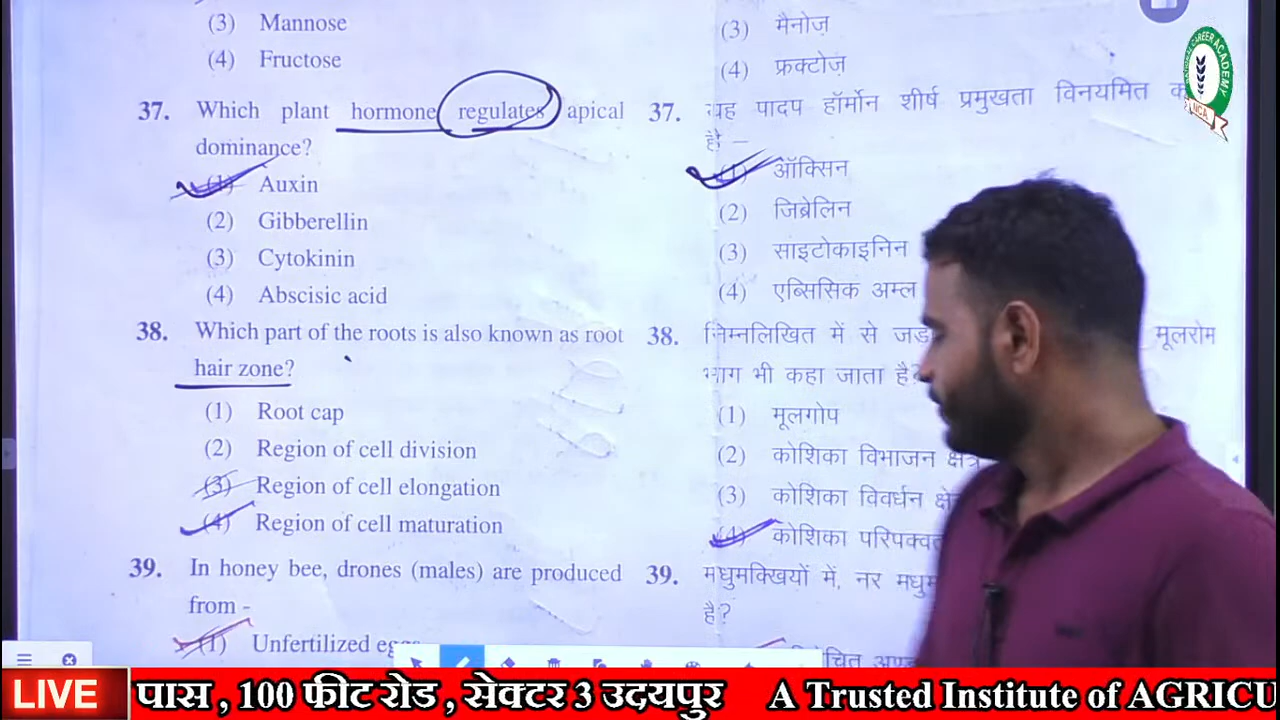 (3) Mannose
(4) Fructose
37. Which plant hormone regulates apical
dominance?
(1) Auxin
(2) Gibberellin
(3) Cytokinin
(4) Abscisic acid
38. Which part of the roots is also known as root
hair zone?
(1) Root cap
(2) Region of cell division
(3) Region of cell elongation
(4) Region of cell maturation
39. In honey bee, drones (males) are produced
from -
(1) Unfertilized
(3) मैनोज़
(4) फ्रक्टोज़
37. यह पादप हॉर्मोन शीर्ष प्रमुखता विनयमित
है –
(1) ऑक्सिन
(2) जिब्रेलिन
(3) साइटोकाइनिन
(4) एब्सिसिक अम्ल
38. निम्नलिखित में से मूलरोम
भाग भी कहा जाता है?
(1) मूलगोप
(2) कोशिका विभाजन क्षेत्र
(3) कोशिका विवर्धन
(4) कोशिका
39. मधुमक्खियों में, नर
है?
NATIONAL CAREER ACADEMY
NCA
LIVE
पास , 100 फीट रोड , सेक्टर 3 उदयपुर A Trusted Institute of